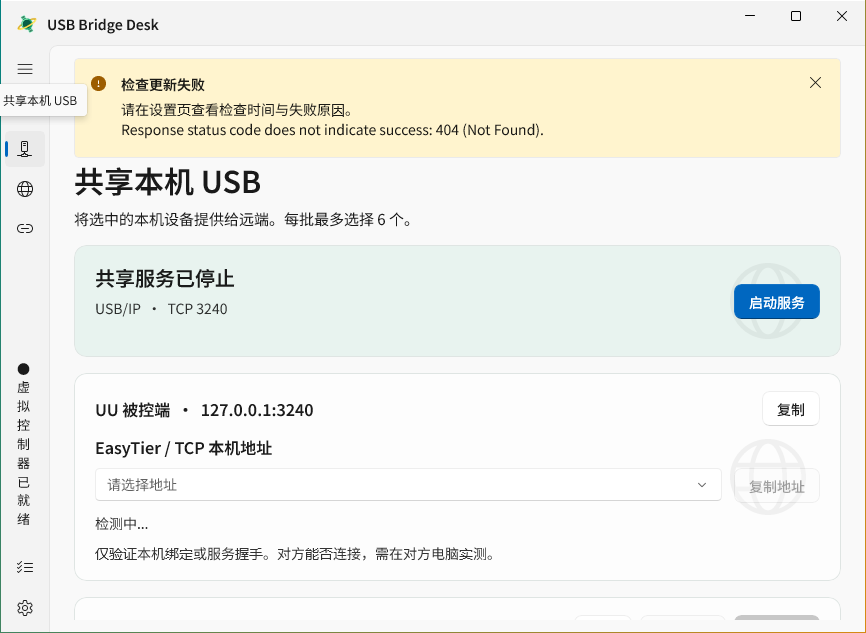 USB Bridge Desk
检查更新失败
请在设置页查看检查时间与失败原因。
Response status code does not indicate success: 404 (Not Found).
共享本机 USB
共享本机 USB
将选中的本机设备提供给远端。每批最多选择 6 个。
共享服务已停止
USB/IP • TCP 3240
启动服务
UU 被控端 • 127.0.0.1:3240
复制
EasyTier / TCP 本机地址
请选择地址
复制地址
检测中...
仅验证本机绑定或服务握手。对方能否连接，需在对方电脑实测。
虚
拟
控
制
器
已
就
绪